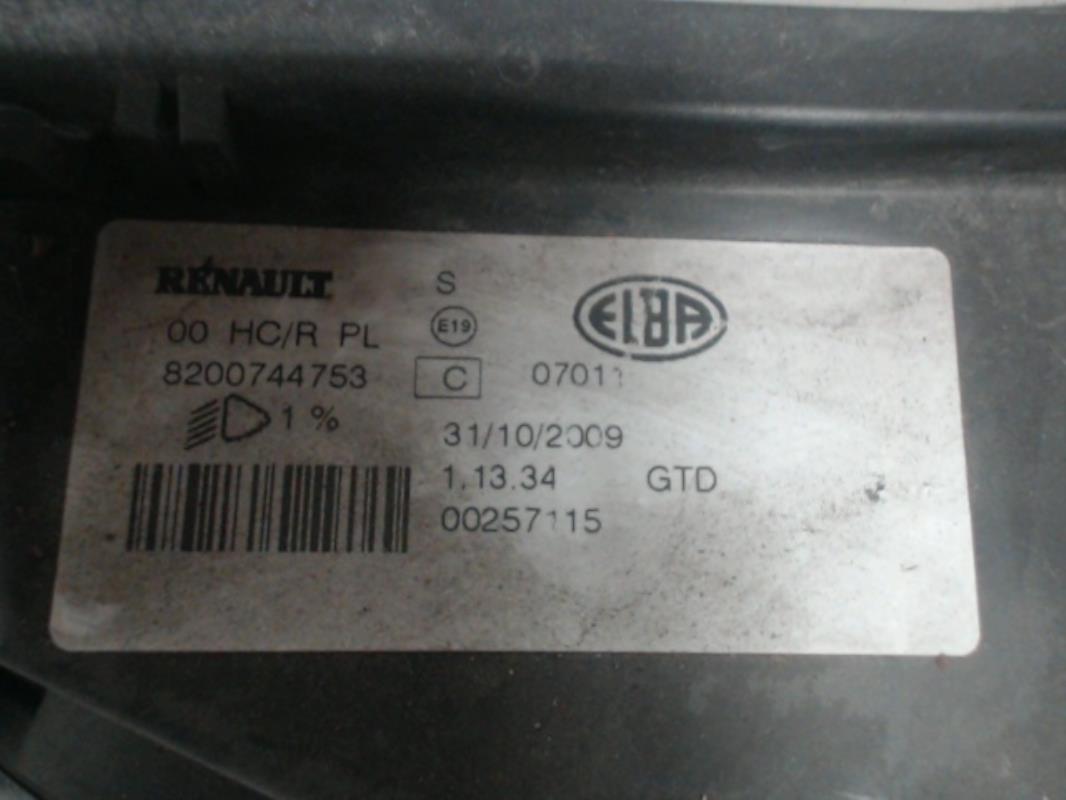 RENAULT S ELBA
00 HC/R PL E19
8200744753 C 07011
1 %
31/10/2009
1.13.34 GTD
00257115